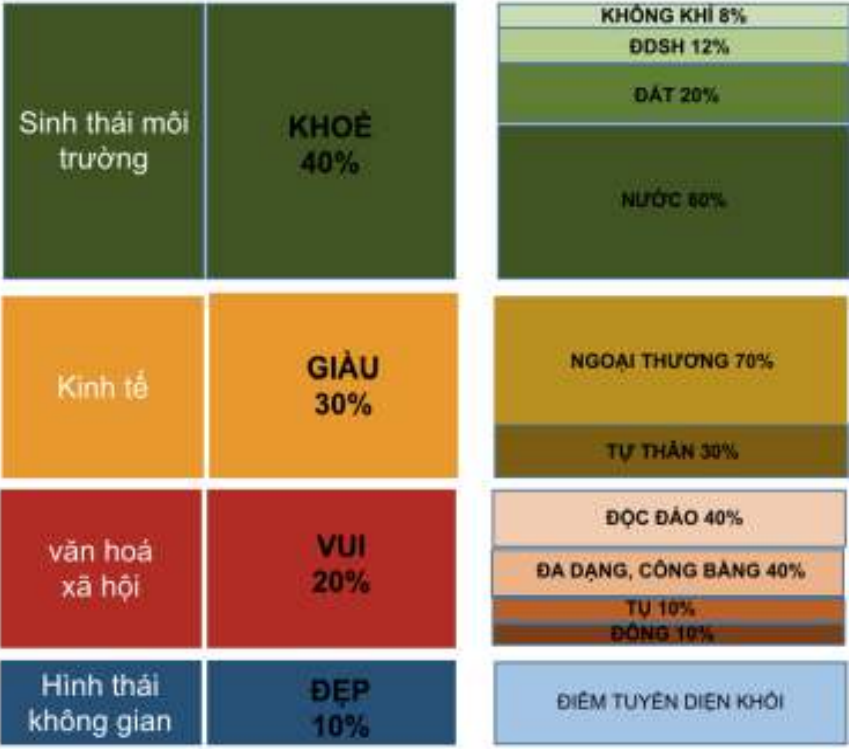 Sinh thái môi
trường
KHOẺ
40%
KHÔNG KHÍ 8%
ĐDSH 12%
ĐẤT 20%
NƯỚC 60%
Kinh tế
GIÀU
30%
NGOẠI THƯƠNG 70%
TỰ THÂN 30%
văn hoá
xã hội
VUI
20%
ĐỘC ĐÁO 40%
ĐA DẠNG, CÔNG BẰNG 40%
TỤ 10%
ĐÔNG 10%
Hình thái
không gian
ĐẸP
10%
ĐIỂM TUYẾN DIỆN KHỐI